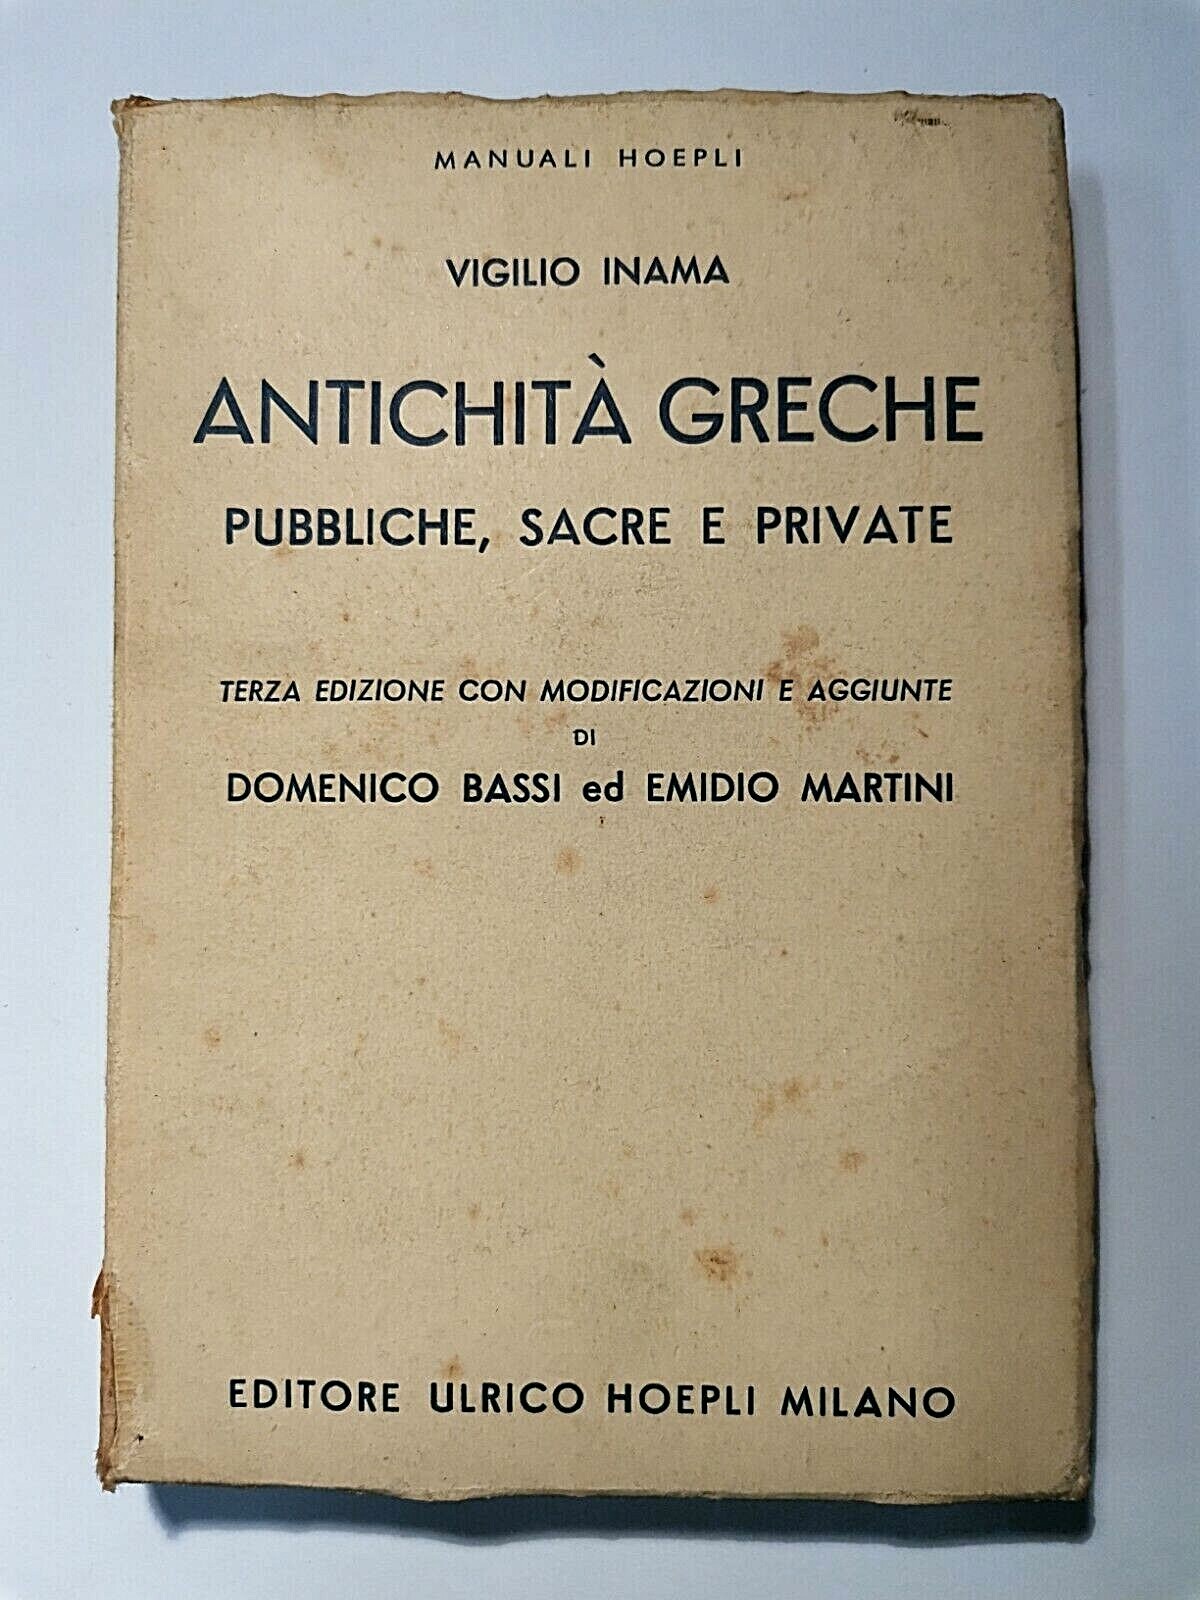 MANUALI HOEPLI
VIGILIO INAMA
ANTICHITÀ GRECHE
PUBBLICHE, SACRE E PRIVATE
TERZA EDIZIONE CON MODIFICAZIONI E AGGIUNTE
DI
DOMENICO BASSI ed EMIDIO MARTINI
EDITORE ULRICO HOEPLI MILANO